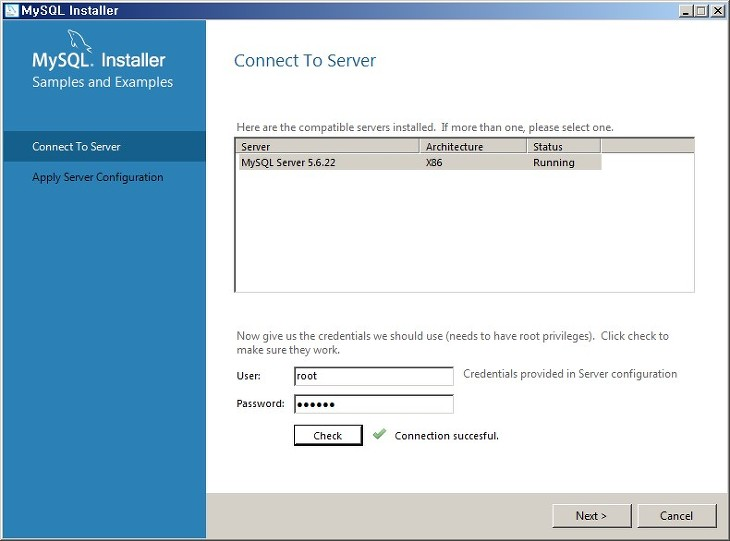 MySQL Installer
MySQL. Installer
Samples and Examples
Connect To Server
Apply Server Configuration
Connect To Server
Here are the compatible servers installed.  If more than one, please select one.
Server Architecture Status
MySQL Server 5.6.22 X86 Running
Now give us the credentials we should use (needs to have root privileges).  Click check to
make sure they work.
User: root Credentials provided in Server configuration
Password: ●●●●●●
Check Connection succesful.
Next > Cancel